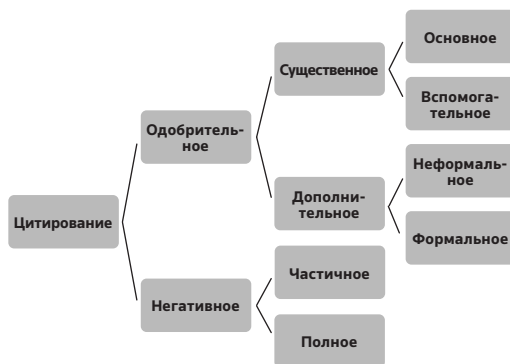 Цитирование
Одобритель-
ное
Негативное
Существенное
Дополни-
тельное
Частичное
Полное
Основное
Вспомога-
тельное
Неформаль-
ное
Формальное